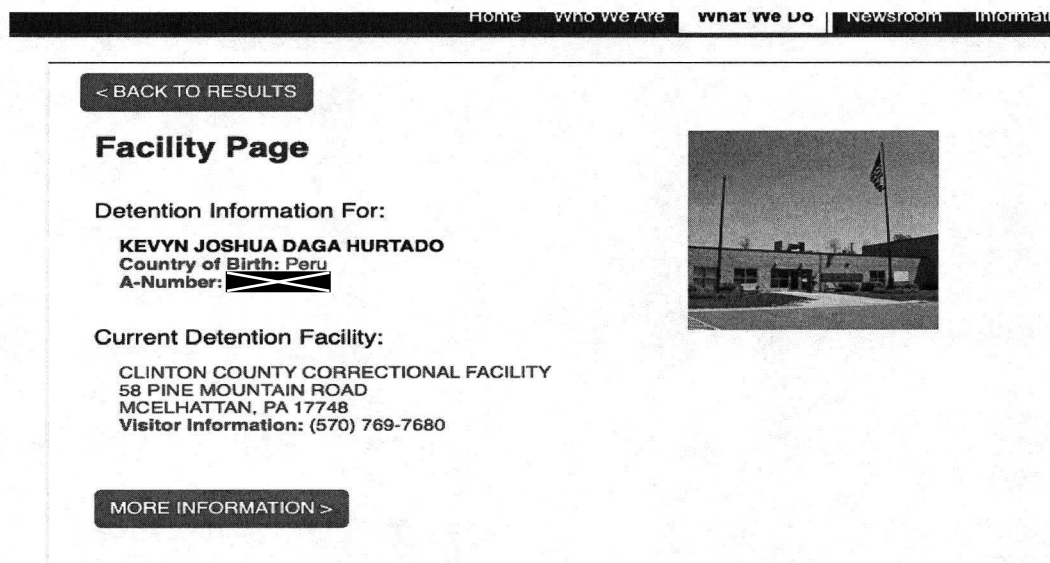 Home Who We Are What We Do Newsroom
< BACK TO RESULTS
Facility Page
Detention Information For:
KEVYN JOSHUA DAGA HURTADO
Country of Birth: Peru
A-Number:
Current Detention Facility:
CLINTON COUNTY CORRECTIONAL FACILITY
58 PINE MOUNTAIN ROAD
MCELHATTAN, PA 17748
Visitor Information: (570) 769-7680
MORE INFORMATION >